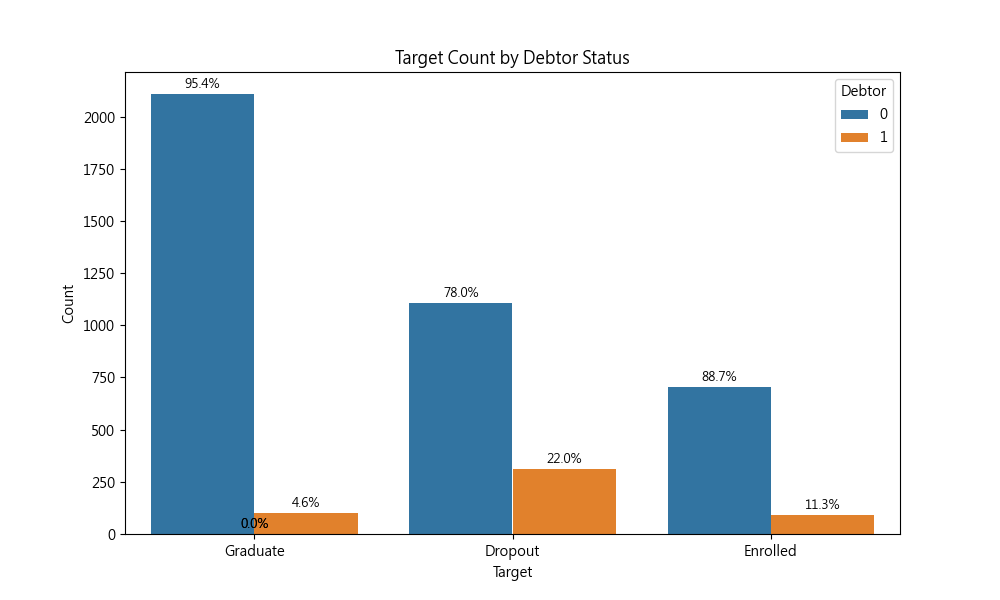 Target Count by Debtor Status
95.4%
Debtor
0
1
2000
1750
1500
1250
1000
750
500
250
0
Count
78.0%
88.7%
22.0%
4.6%
11.3%
0.0%
Graduate
Dropout
Enrolled
Target